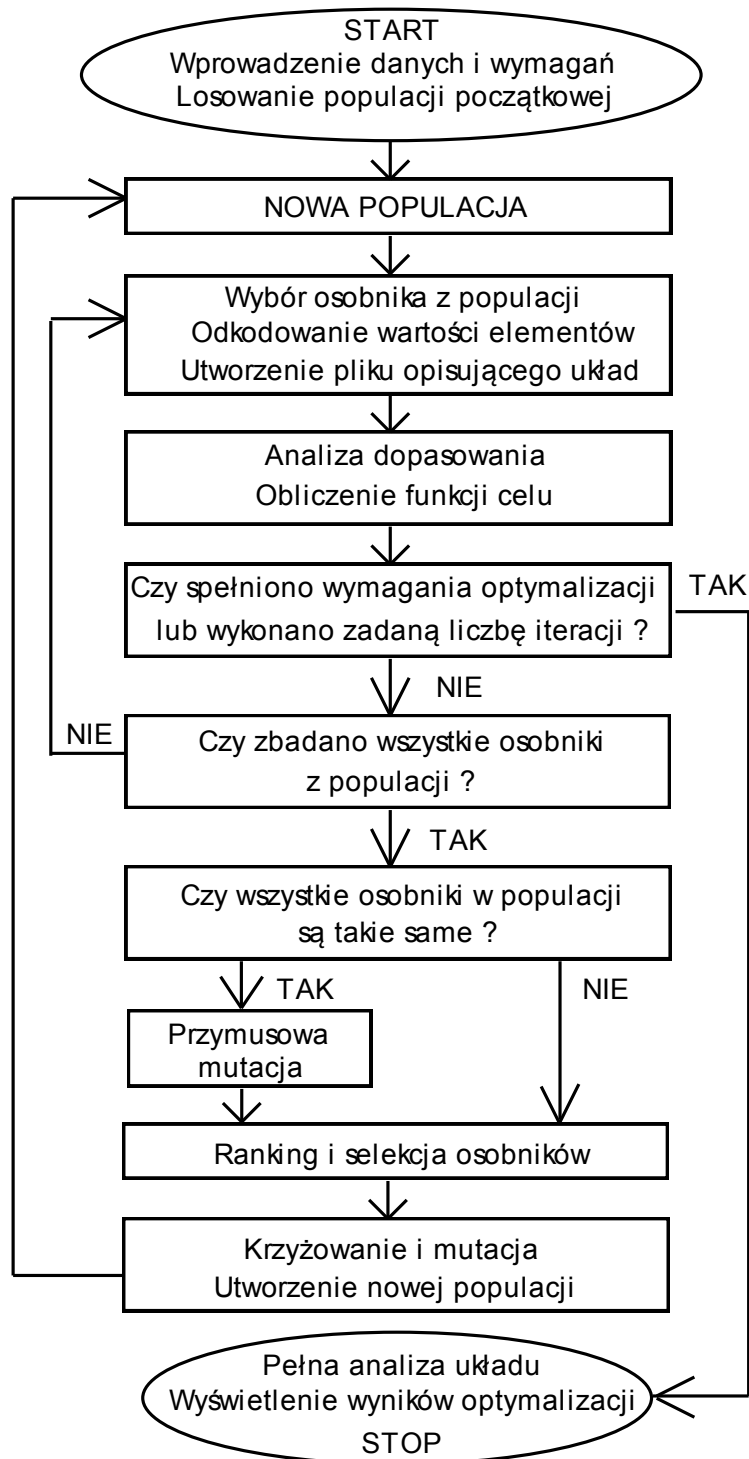 START
Wprowadzenie danych i wymagań
Losowanie populacji początkowej
NOWA POPULACJA
Wybór osobnika z populacji
Odkodowanie wartości elementów
Utworzenie pliku opisującego układ
Analiza dopasowania
Obliczenie funkcji celu
Czy spełniono wymagania optymalizacji
lub wykonano zadaną liczbę iteracji ?
TAK
NIE
NIE
Czy zbadano wszystkie osobniki
z populacji ?
TAK
Czy wszystkie osobniki w populacji
są takie same ?
TAK
NIE
Przymusowa
mutacja
Ranking i selekcja osobników
Krzyżowanie i mutacja
Utworzenie nowej populacji
Pełna analiza układu
Wyświetlenie wyników optymalizacji
STOP